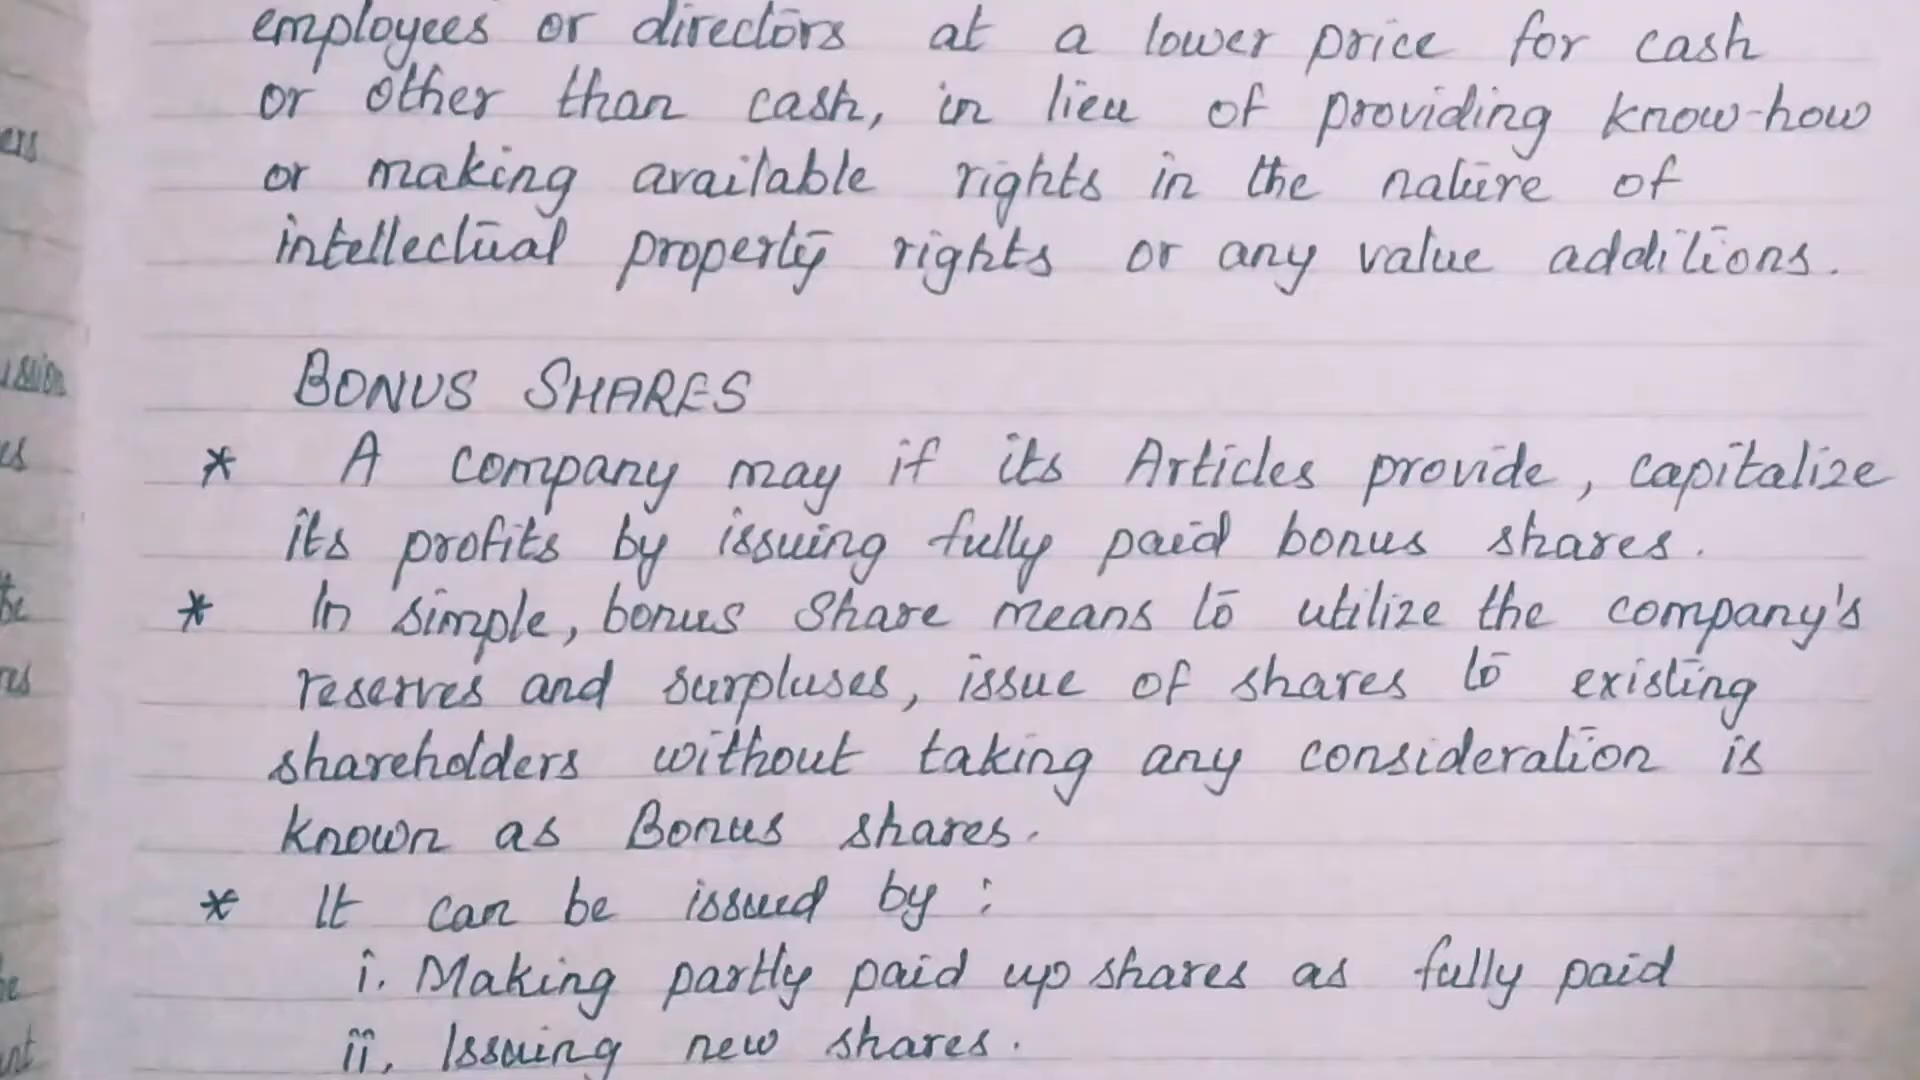 employees or directors at a lower price for cash
or other than cash, in lieu of providing know-how
or making available rights in the nature of
intellectual property rights or any value additions.
BONUS SHARES
* A company may if its Articles provide, capitalize
its profits by issuing fully paid bonus shares.
* In simple, bonus Share means to utilize the company's
reserves and surpluses, issue of shares to existing
shareholders without taking any consideration is
known as Bonus shares.
* It can be issued by :
i. Making partly paid up shares as fully paid
ii. Issuing new shares.